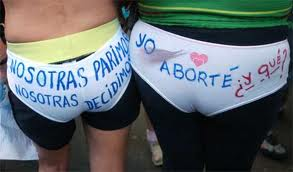 NOSOTRAS PARIMOS
NOSOTRAS DECIDIMOS
YO
ABORTÉ
¿Y QUÉ?